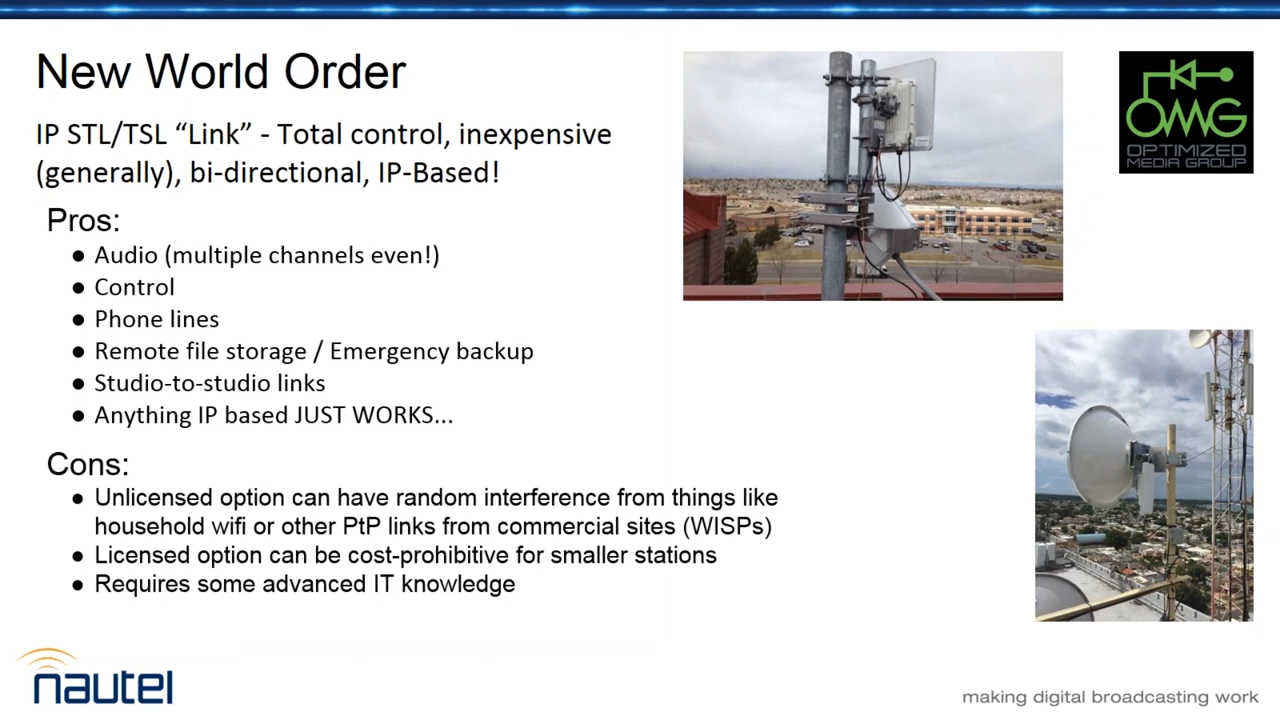 New World Order
IP STL/TSL “Link” - Total control, inexpensive
(generally), bi-directional, IP-Based!
Pros:
● Audio (multiple channels even!)
● Control
● Phone lines
● Remote file storage / Emergency backup
● Studio-to-studio links
● Anything IP based JUST WORKS...
Cons:
● Unlicensed option can have random interference from things like
household wifi or other PtP links from commercial sites (WISPs)
● Licensed option can be cost-prohibitive for smaller stations
● Requires some advanced IT knowledge
OMG
OPTIMIZED
MEDIA GROUP
nautel
making digital broadcasting work